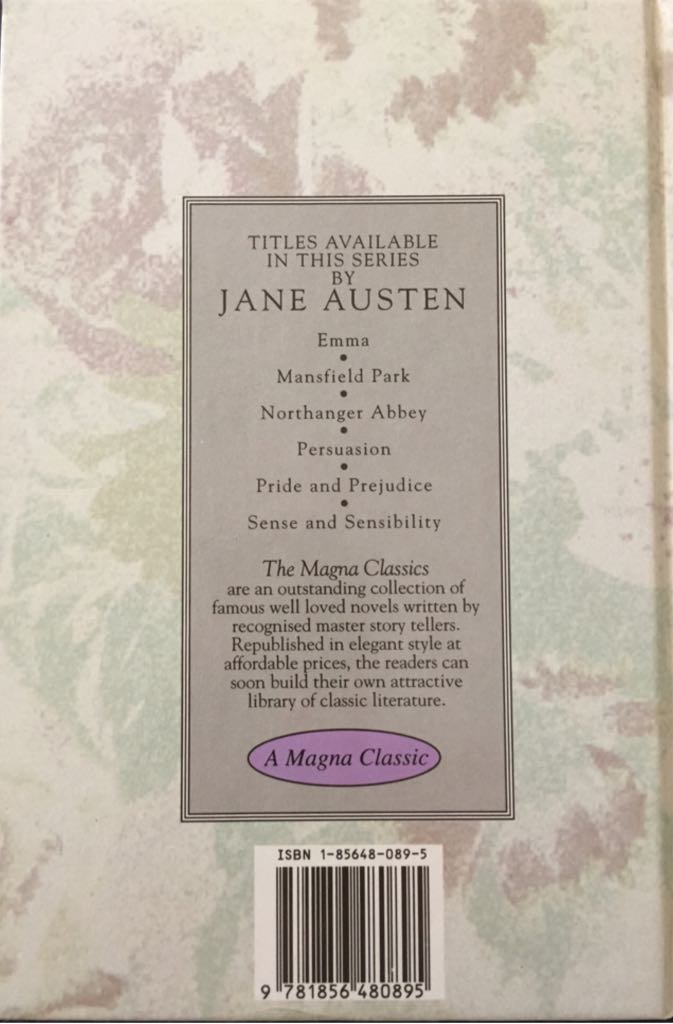 TITLES AVAILABLE
IN THIS SERIES
BY
JANE AUSTEN
Emma
•
Mansfield Park
•
Northanger Abbey
•
Persuasion
•
Pride and Prejudice
•
Sense and Sensibility
The Magna Classics
are an outstanding collection of
famous well loved novels written by
recognised master story tellers.
Republished in elegant style at
affordable prices, the readers can
soon build their own attractive
library of classic literature.
A Magna Classic
ISBN 1-85648-089-5
9 781856 480895